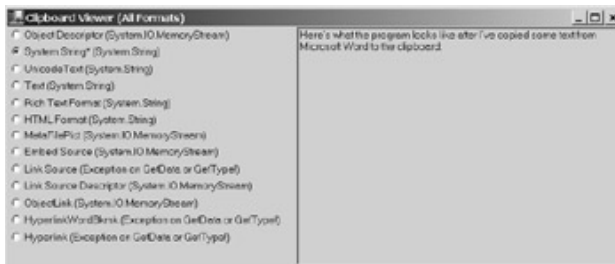 Clipboard Viewer (All Formats)
Object Descriptor (System.IO.MemoryStream)
System.String* (System.String)
UnicodeText (System.String)
Text (System.String)
Rich Text Format (System.String)
HTML Format (System.String)
MetaFilePict (System.IO.MemoryStream)
Embed Source (System.IO.MemoryStream)
Link Source (Exception on GetData or GetType!)
Link Source Descriptor (System.IO.MemoryStream)
ObjectLink (System.IO.MemoryStream)
HyperlinkWordBkmk (Exception on GetData or GetType!)
Hyperlink (Exception on GetData or GetType!)
Here's what the program looks like after I've copied some text from
Microsoft Word to the clipboard.